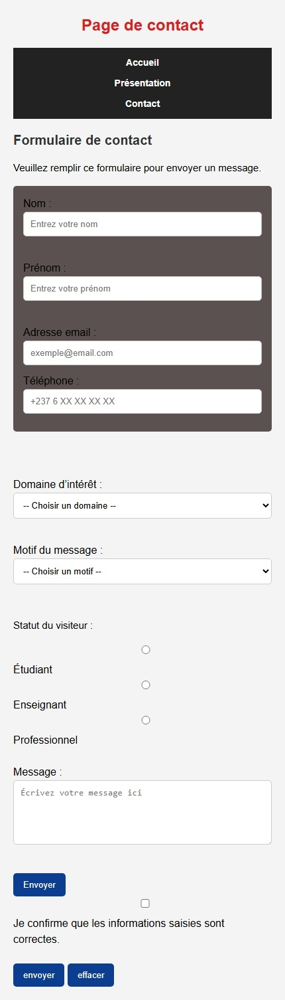 Page de contact
Accueil
Présentation
Contact
Formulaire de contact
Veuillez remplir ce formulaire pour envoyer un message.
Nom :
Entrez votre nom
Prénom :
Entrez votre prénom
Adresse email :
exemple@email.com
Téléphone :
+237 6 XX XX XX XX
Domaine d’intérêt :
-- Choisir un domaine --
Motif du message :
-- Choisir un motif --
Statut du visiteur :
Étudiant
Enseignant
Professionnel
Message :
Écrivez votre message ici
Envoyer
Je confirme que les informations saisies sont
correctes.
envoyer effacer